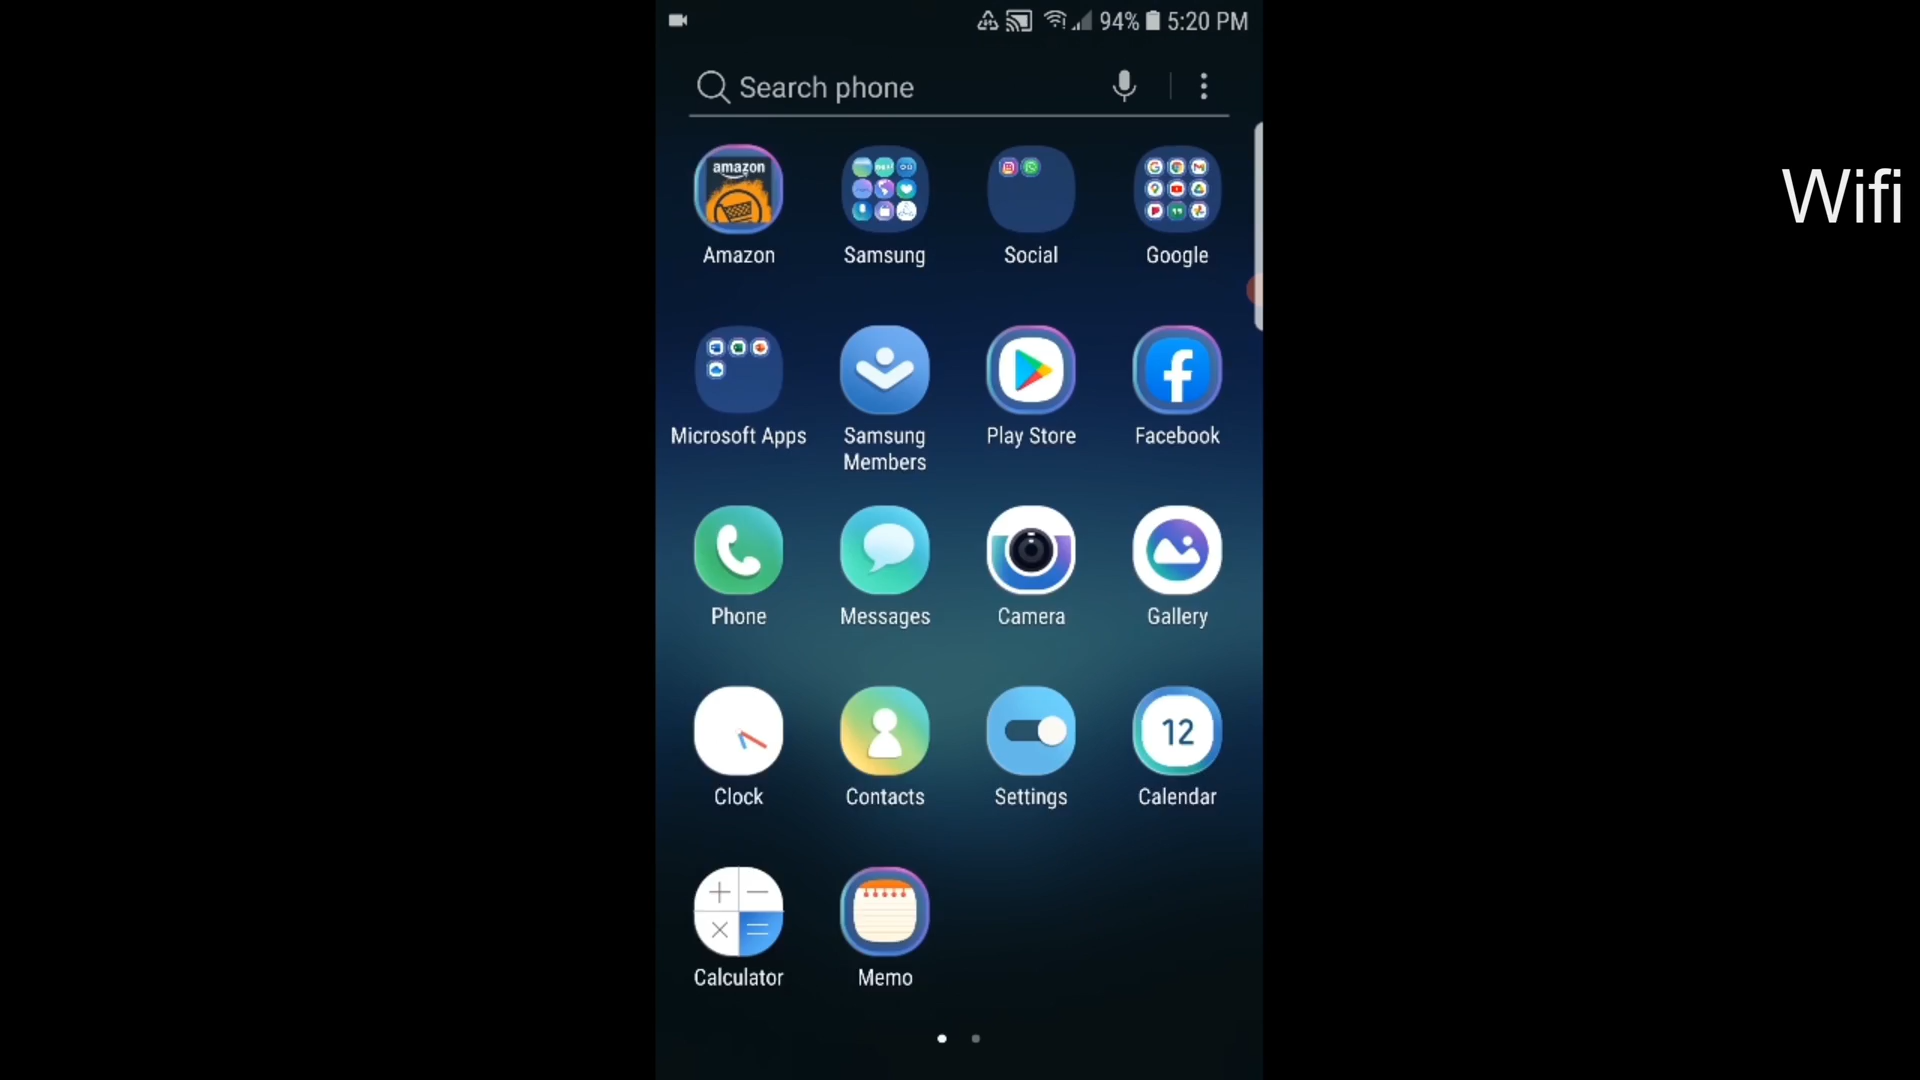 94% 5:20 PM
Search phone
Wifi
amazon
Amazon Samsung Social Google
Microsoft Apps Samsung Members Play Store Facebook
Phone Messages Camera Gallery
12
Clock Contacts Settings Calendar
Calculator Memo